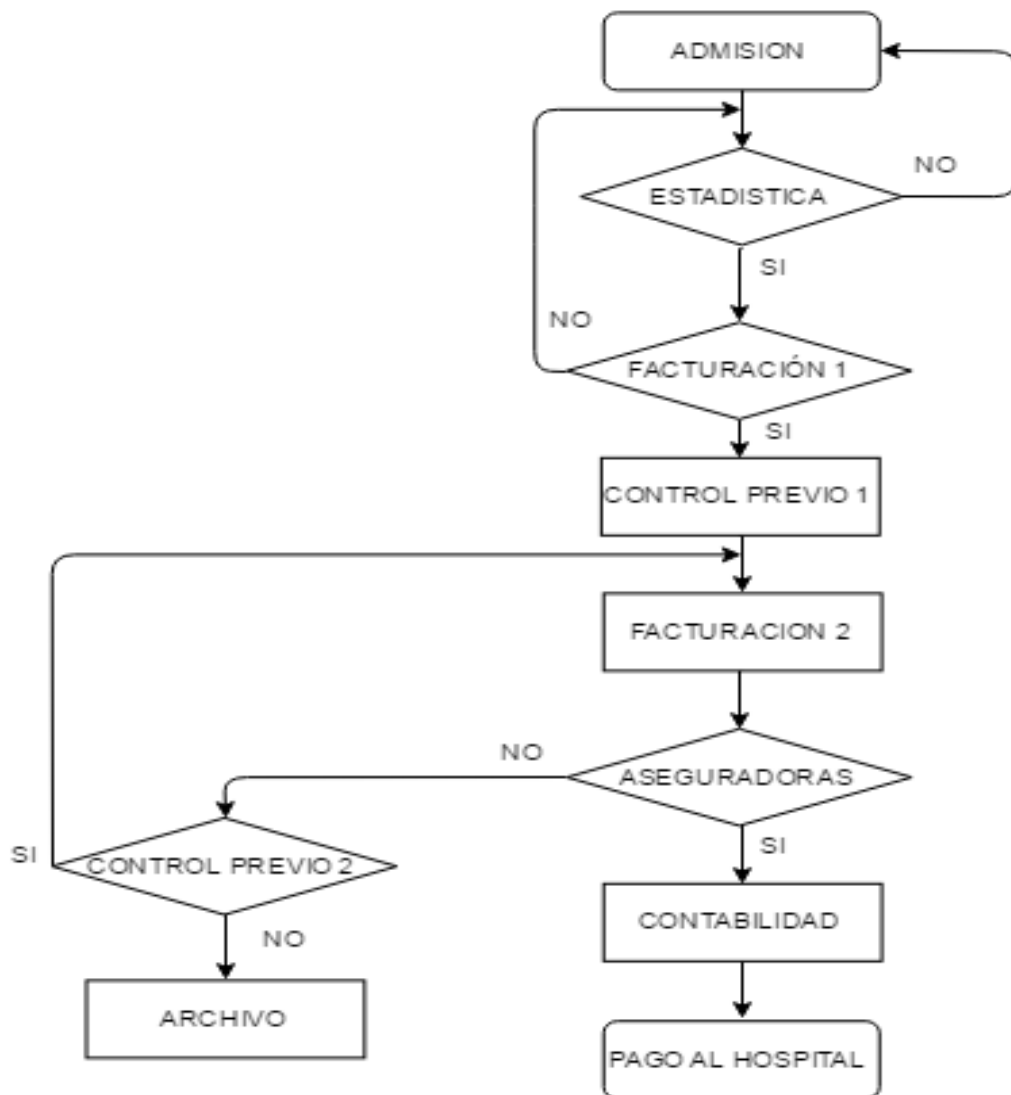 ADMISION
NO
ESTADISTICA
SI
NO
FACTURACIÓN 1
SI
CONTROL PREVIO 1
FACTURACION 2
NO
ASEGURADORAS
SI
SI
CONTROL PREVIO 2
CONTABILIDAD
NO
ARCHIVO
PAGO AL HOSPITAL